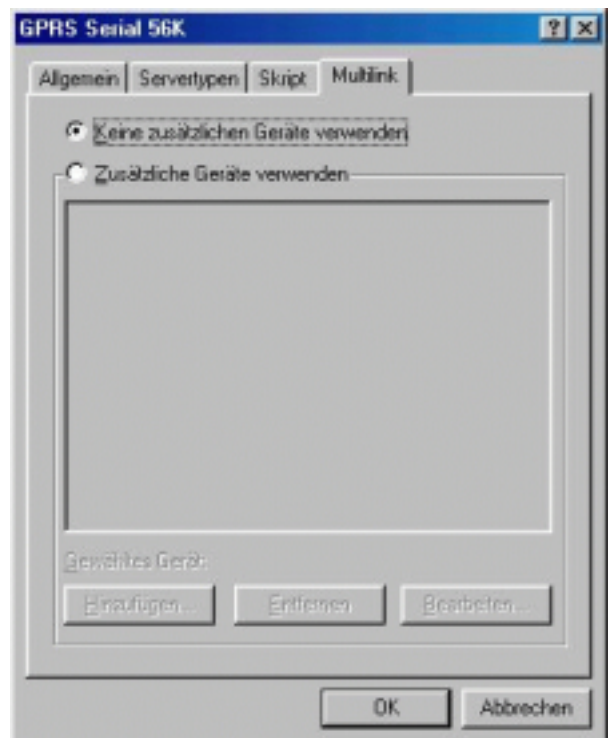 GPRS Serial 56K
Allgemein Servertypen Skript Multilink
Keine zusätzlichen Geräte verwenden
Zusätzliche Geräte verwenden
Gewähltes Gerät:
Hinzufügen... Entfernen Bearbeiten...
OK Abbrechen